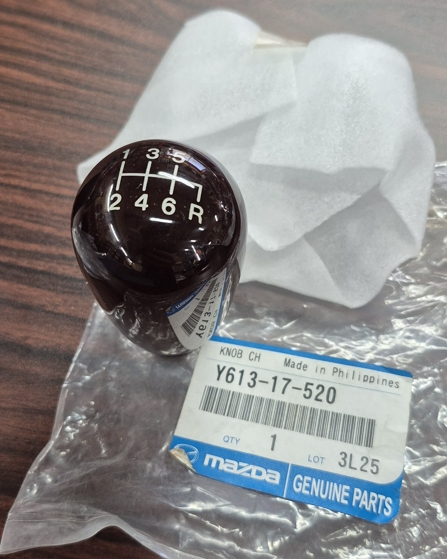 1 3 5
2 4 6 R
KNOB CH Made in Philippines
Y613-17-520
QTY 1 LOT 3L25
mazda GENUINE PARTS